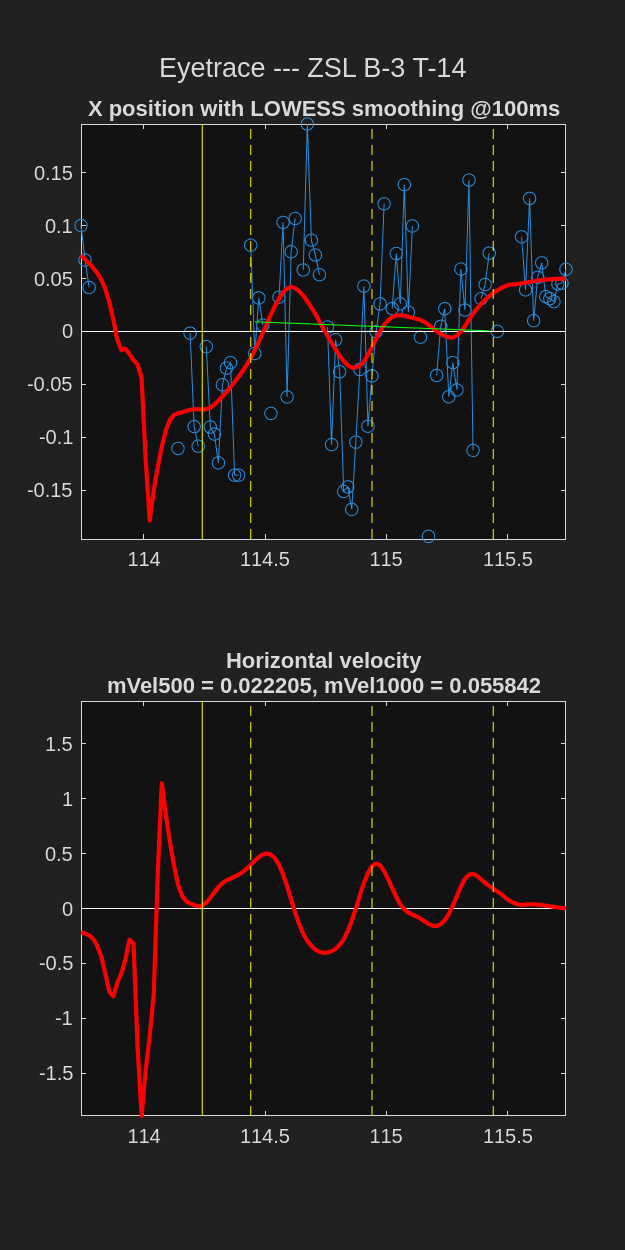 Eyetrace --- ZSL B-3 T-14
X position with LOWESS smoothing @100ms
0.15
0.1
0.05
0
-0.05
-0.1
-0.15
114 114.5 115 115.5
Horizontal velocity
mVel500 = 0.022205, mVel1000 = 0.055842
1.5
1
0.5
0
-0.5
-1
-1.5
114 114.5 115 115.5